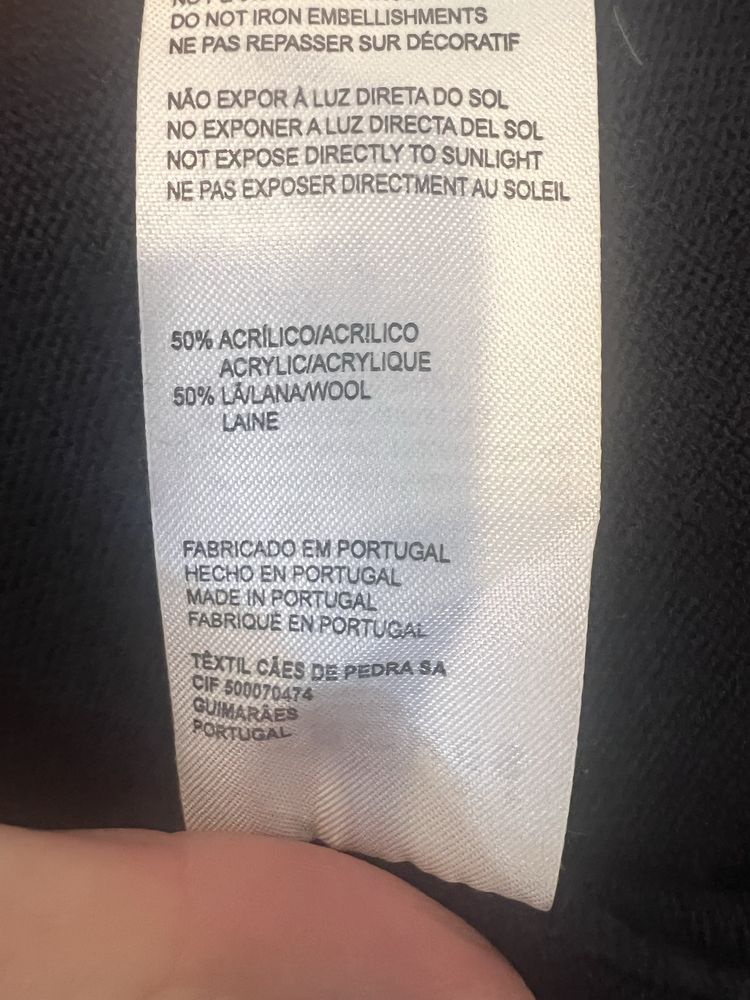 DO NOT IRON EMBELLISHMENTS
NE PAS REPASSER SUR DÉCORATIF
NÃO EXPOR À LUZ DIRETA DO SOL
NO EXPONER A LUZ DIRECTA DEL SOL
NOT EXPOSE DIRECTLY TO SUNLIGHT
NE PAS EXPOSER DIRECTMENT AU SOLEIL
50% ACRÍLICO/ACRILICO
ACRYLIC/ACRYLIQUE
50% LÃ/LANA/WOOL
LAINE
FABRICADO EM PORTUGAL
HECHO EN PORTUGAL
MADE IN PORTUGAL
FABRIQUÉ EN PORTUGAL
TÊXTIL CÃES DE PEDRA SA
CIF 500070474
GUIMARÃES
PORTUGAL